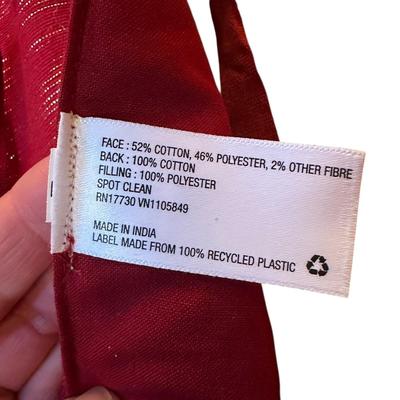 FACE : 52% COTTON, 46% POLYESTER, 2% OTHER FIBRE
BACK : 100% COTTON
FILLING : 100% POLYESTER
SPOT CLEAN
RN17730 VN1105849
MADE IN INDIA
LABEL MADE FROM 100% RECYCLED PLASTIC